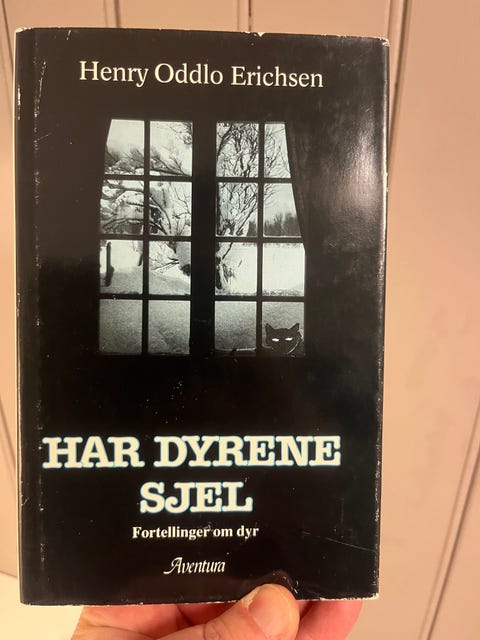 Henry Oddlo Erichsen
HAR DYRENE
SJEL
Fortellinger om dyr
Aventura